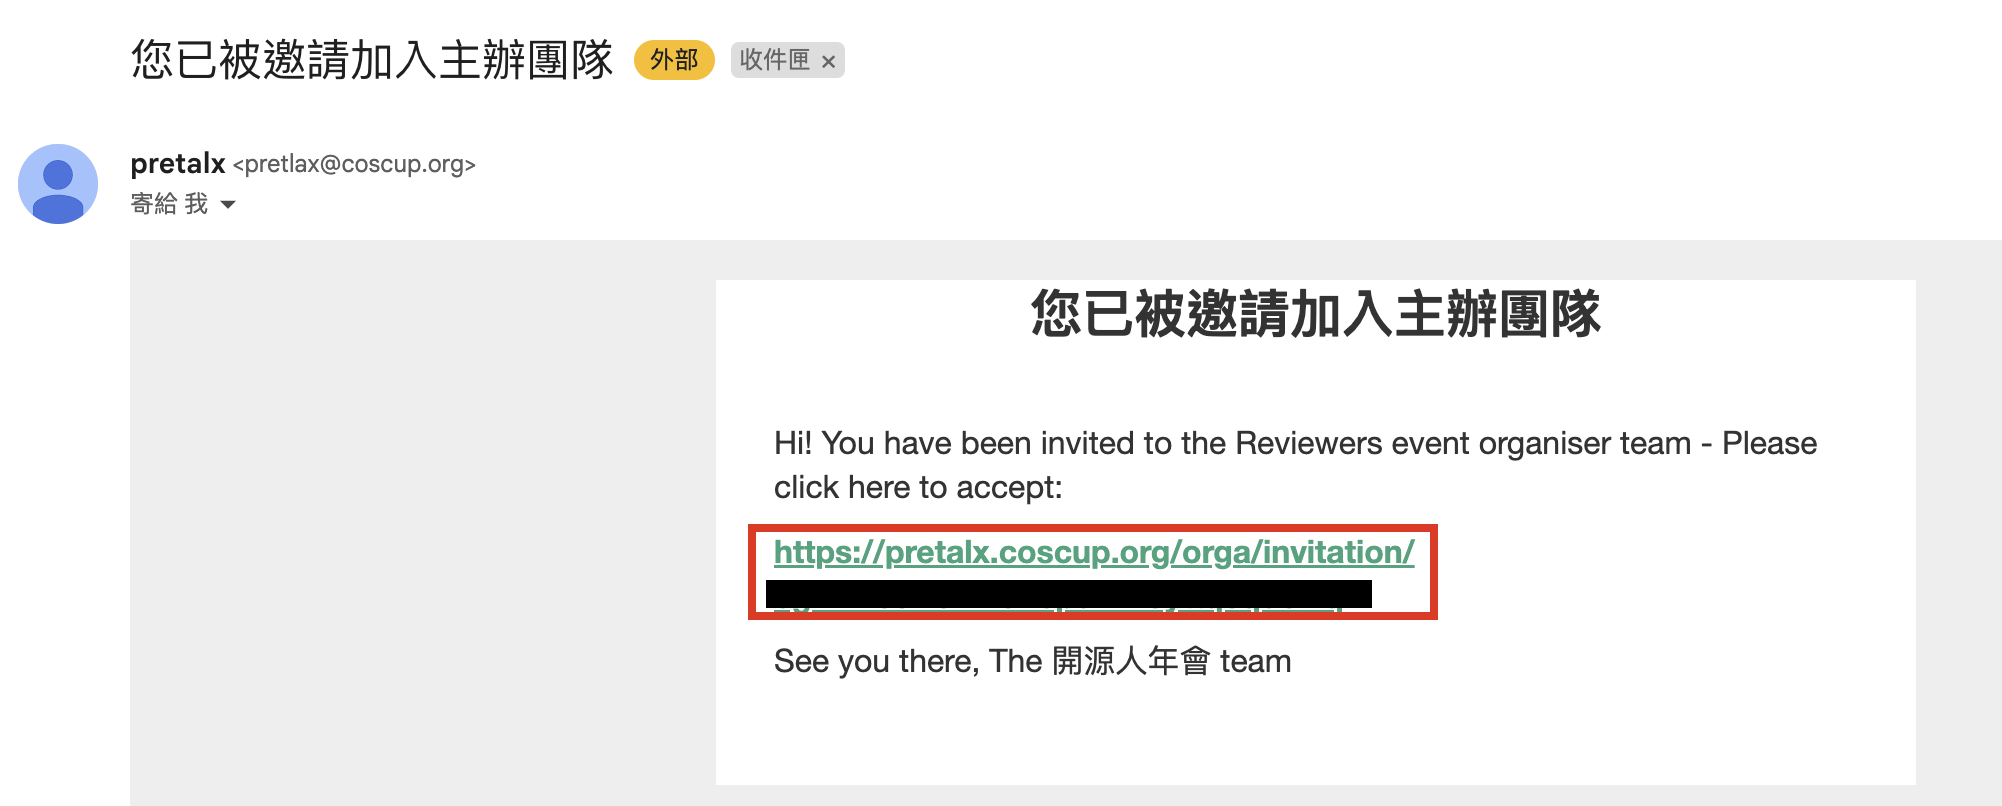 您已被邀請加入主辦團隊 外部 收件匣 ×
pretalx <pretlax@coscup.org>
寄給 我
您已被邀請加入主辦團隊
Hi! You have been invited to the Reviewers event organiser team - Please
click here to accept:
https://pretalx.coscup.org/orga/invitation/
See you there, The 開源人年會 team